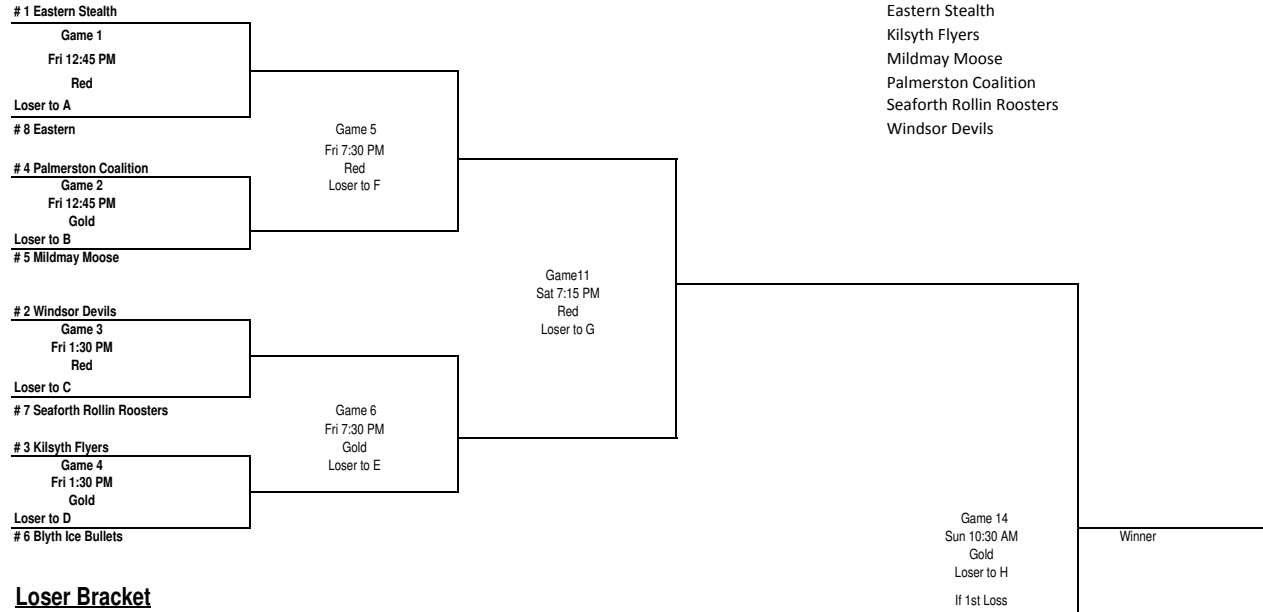 # 1 Eastern Stealth
Game 1
Fri 12:45 PM
Red
Loser to A
# 8 Eastern
# 4 Palmerston Coalition
Game 2
Fri 12:45 PM
Gold
Loser to B
# 5 Mildmay Moose
# 2 Windsor Devils
Game 3
Fri 1:30 PM
Red
Loser to C
# 7 Seaforth Rollin Roosters
# 3 Kilsyth Flyers
Game 4
Fri 1:30 PM
Gold
Loser to D
# 6 Blyth Ice Bullets
Game 5
Fri 7:30 PM
Red
Loser to F
Game 6
Fri 7:30 PM
Gold
Loser to E
Game11
Sat 7:15 PM
Red
Loser to G
Eastern Stealth
Kilsyth Flyers
Mildmay Moose
Palmerston Coalition
Seaforth Rollin Roosters
Windsor Devils
Game 14
Sun 10:30 AM
Gold
Loser to H
If 1st Loss
Winner
Loser Bracket